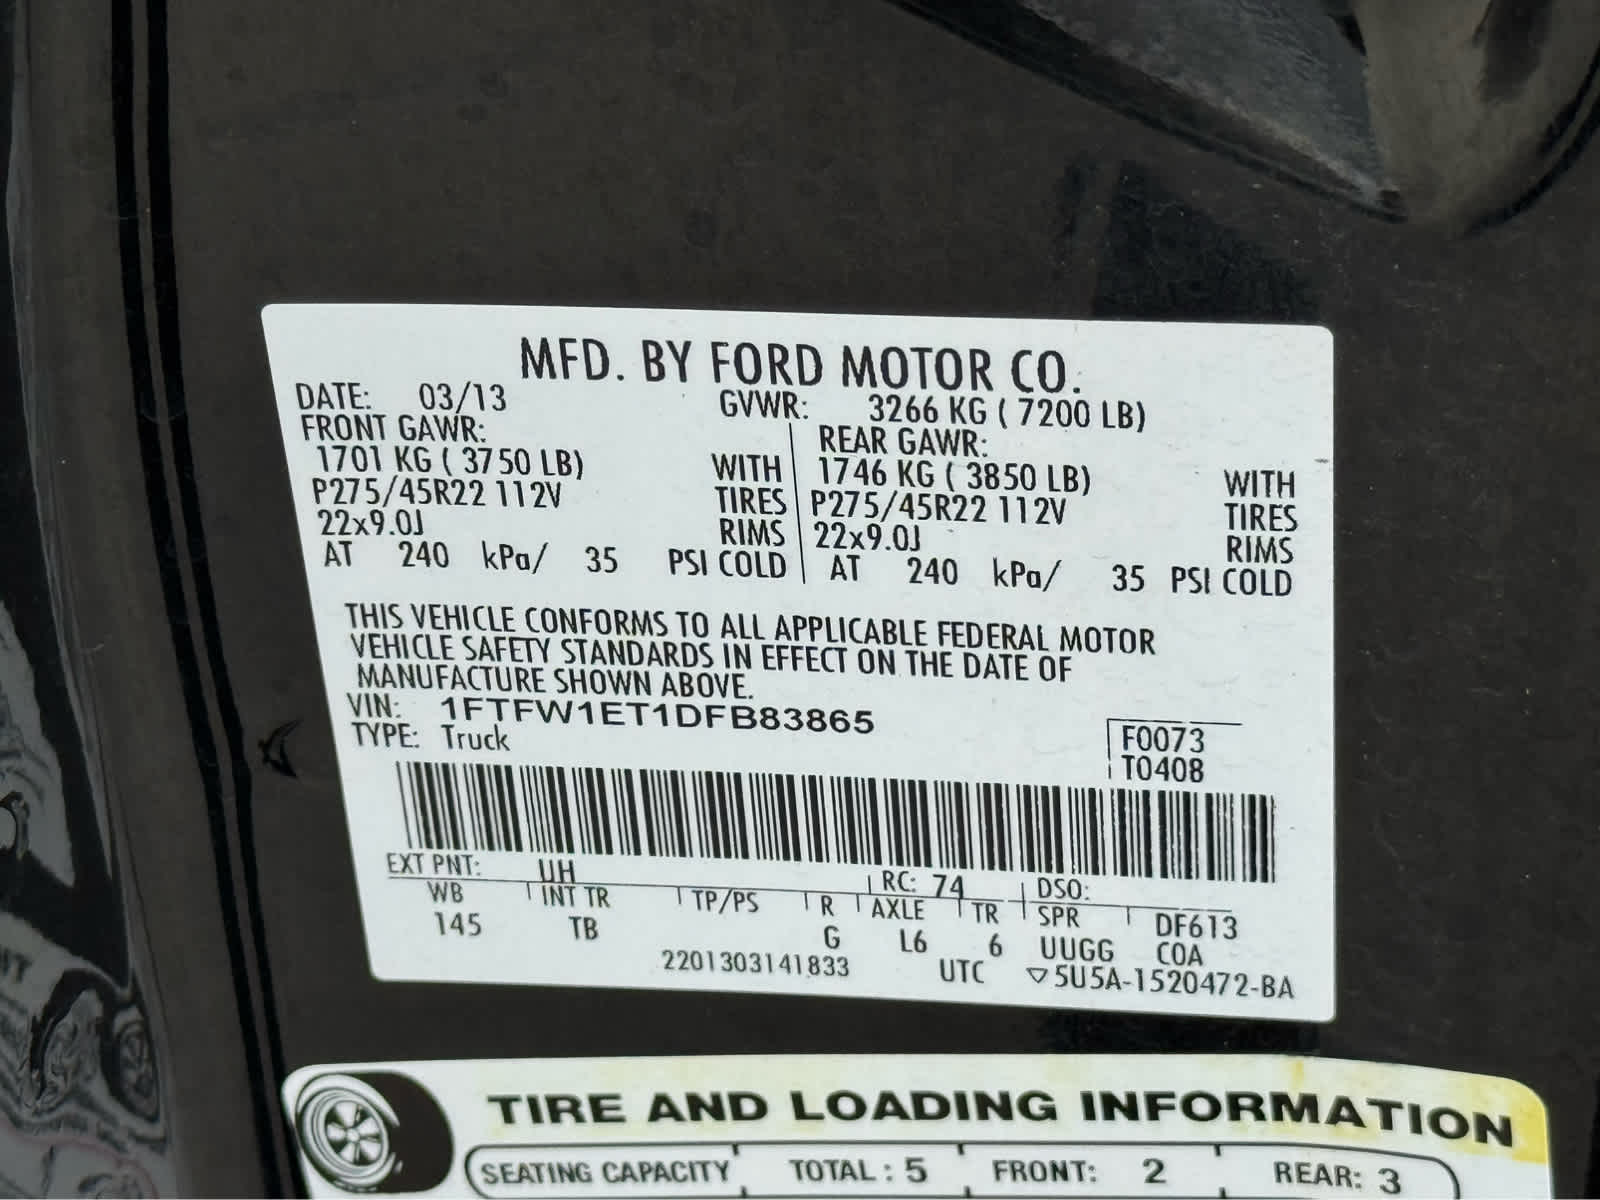 MFD. BY FORD MOTOR CO.
DATE: 03/13 GVWR: 3266 KG ( 7200 LB)
FRONT GAWR: REAR GAWR:
1701 KG ( 3750 LB) WITH 1746 KG ( 3850 LB) WITH
P275/45R22 112V TIRES P275/45R22 112V TIRES
22x9.0J RIMS 22x9.0J RIMS
AT 240 kPa/ 35 PSI COLD AT 240 kPa/ 35 PSI COLD
THIS VEHICLE CONFORMS TO ALL APPLICABLE FEDERAL MOTOR
VEHICLE SAFETY STANDARDS IN EFFECT ON THE DATE OF
MANUFACTURE SHOWN ABOVE.
VIN: 1FTFW1ET1DFB83865
TYPE: Truck
F0073
T0408
EXT PNT: UH RC: 74 DSO:
WB INT TR TP/PS R AXLE TR SPR DF613
145 TB G L6 6 UUGG COA
2201303141833 UTC ▽5U5A-1520472-BA
TIRE AND LOADING INFORMATION
SEATING CAPACITY TOTAL : 5 FRONT: 2 REAR: 3